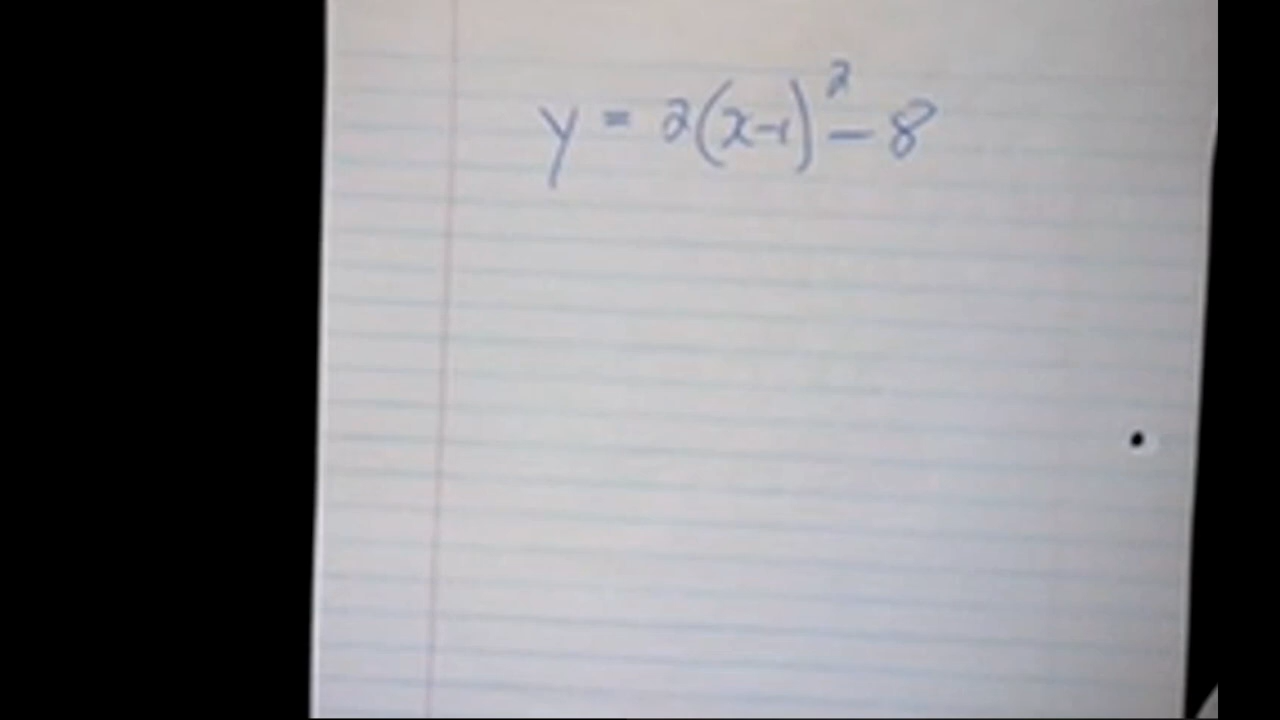 y = 2(x-1)² - 8